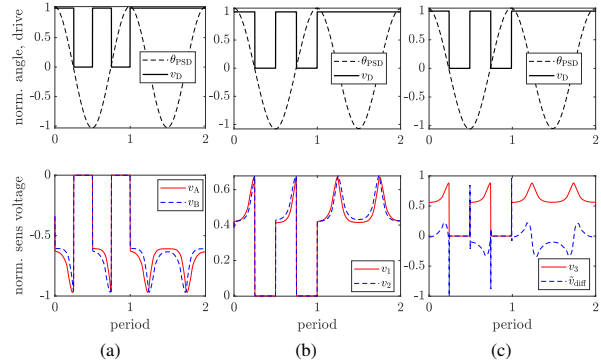 norm. angle, drive
1
0.5
0
-0.5
-1
0
1
2
θPSD
vD
1
0.5
0
-0.5
-1
0
1
2
θPSD
vD
1
0.5
0
-0.5
-1
0
1
2
θPSD
vD
norm. sens voltage
0
-0.5
-1
0
1
2
vA
vB
period
0.6
0.4
0.2
0
0
1
2
v1
v2
period
1
0.5
0
-0.5
-1
0
1
2
v3
ṽdiff
period
(a)
(b)
(c)